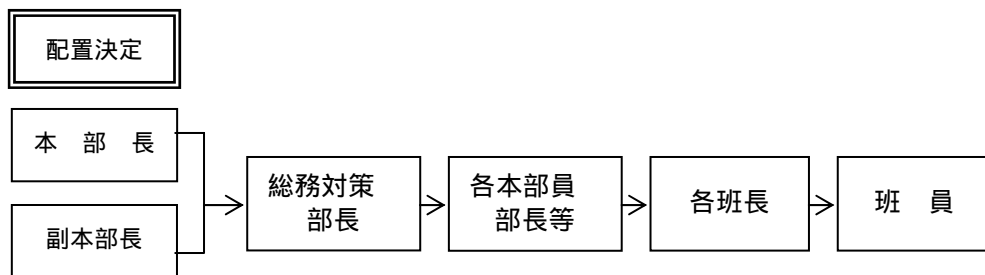 配置決定
本 部 長
副本部長
総務対策
部長
各本部員
部長等
各班長
班 員